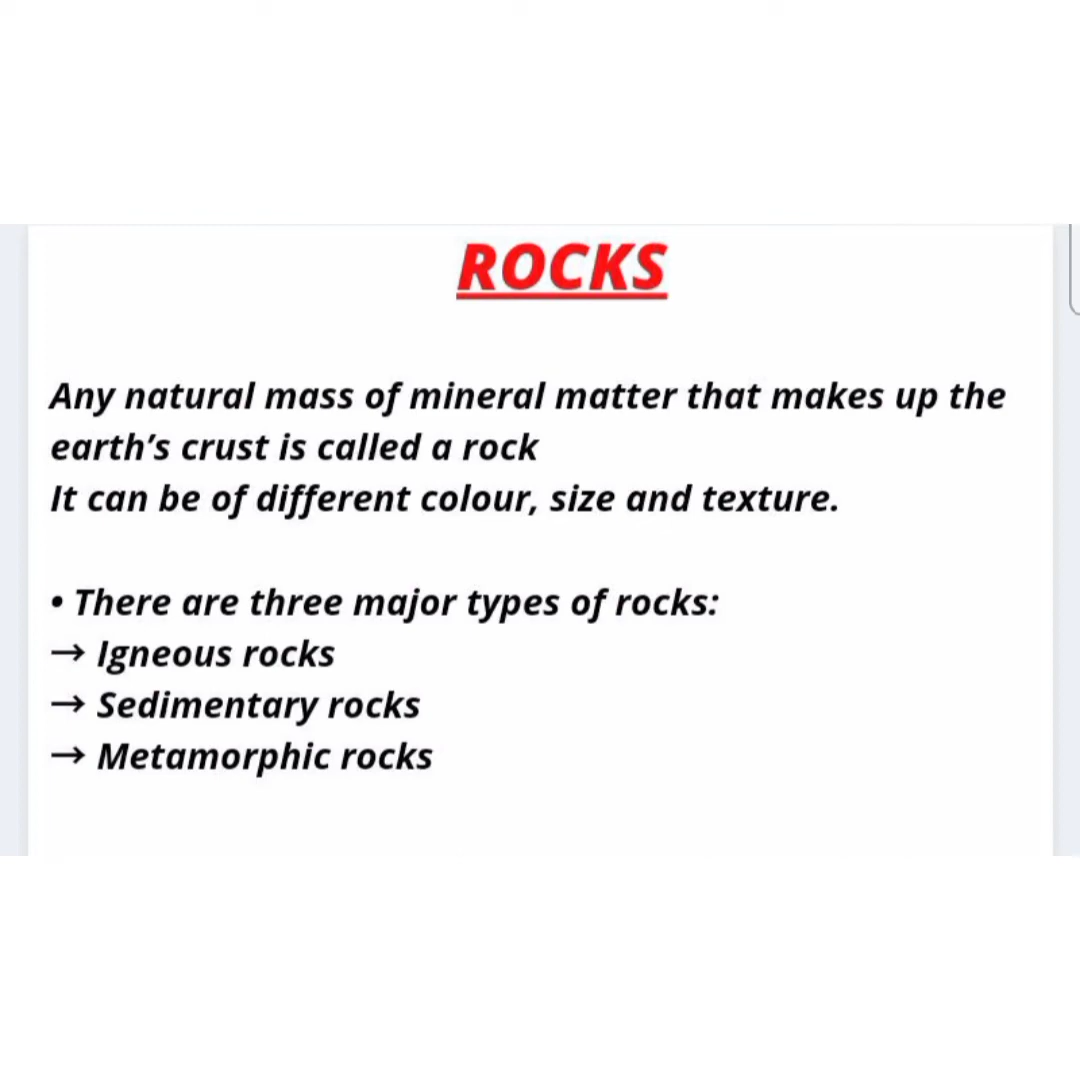 ROCKS
Any natural mass of mineral matter that makes up the
earth’s crust is called a rock
It can be of different colour, size and texture.
• There are three major types of rocks:
→ Igneous rocks
→ Sedimentary rocks
→ Metamorphic rocks